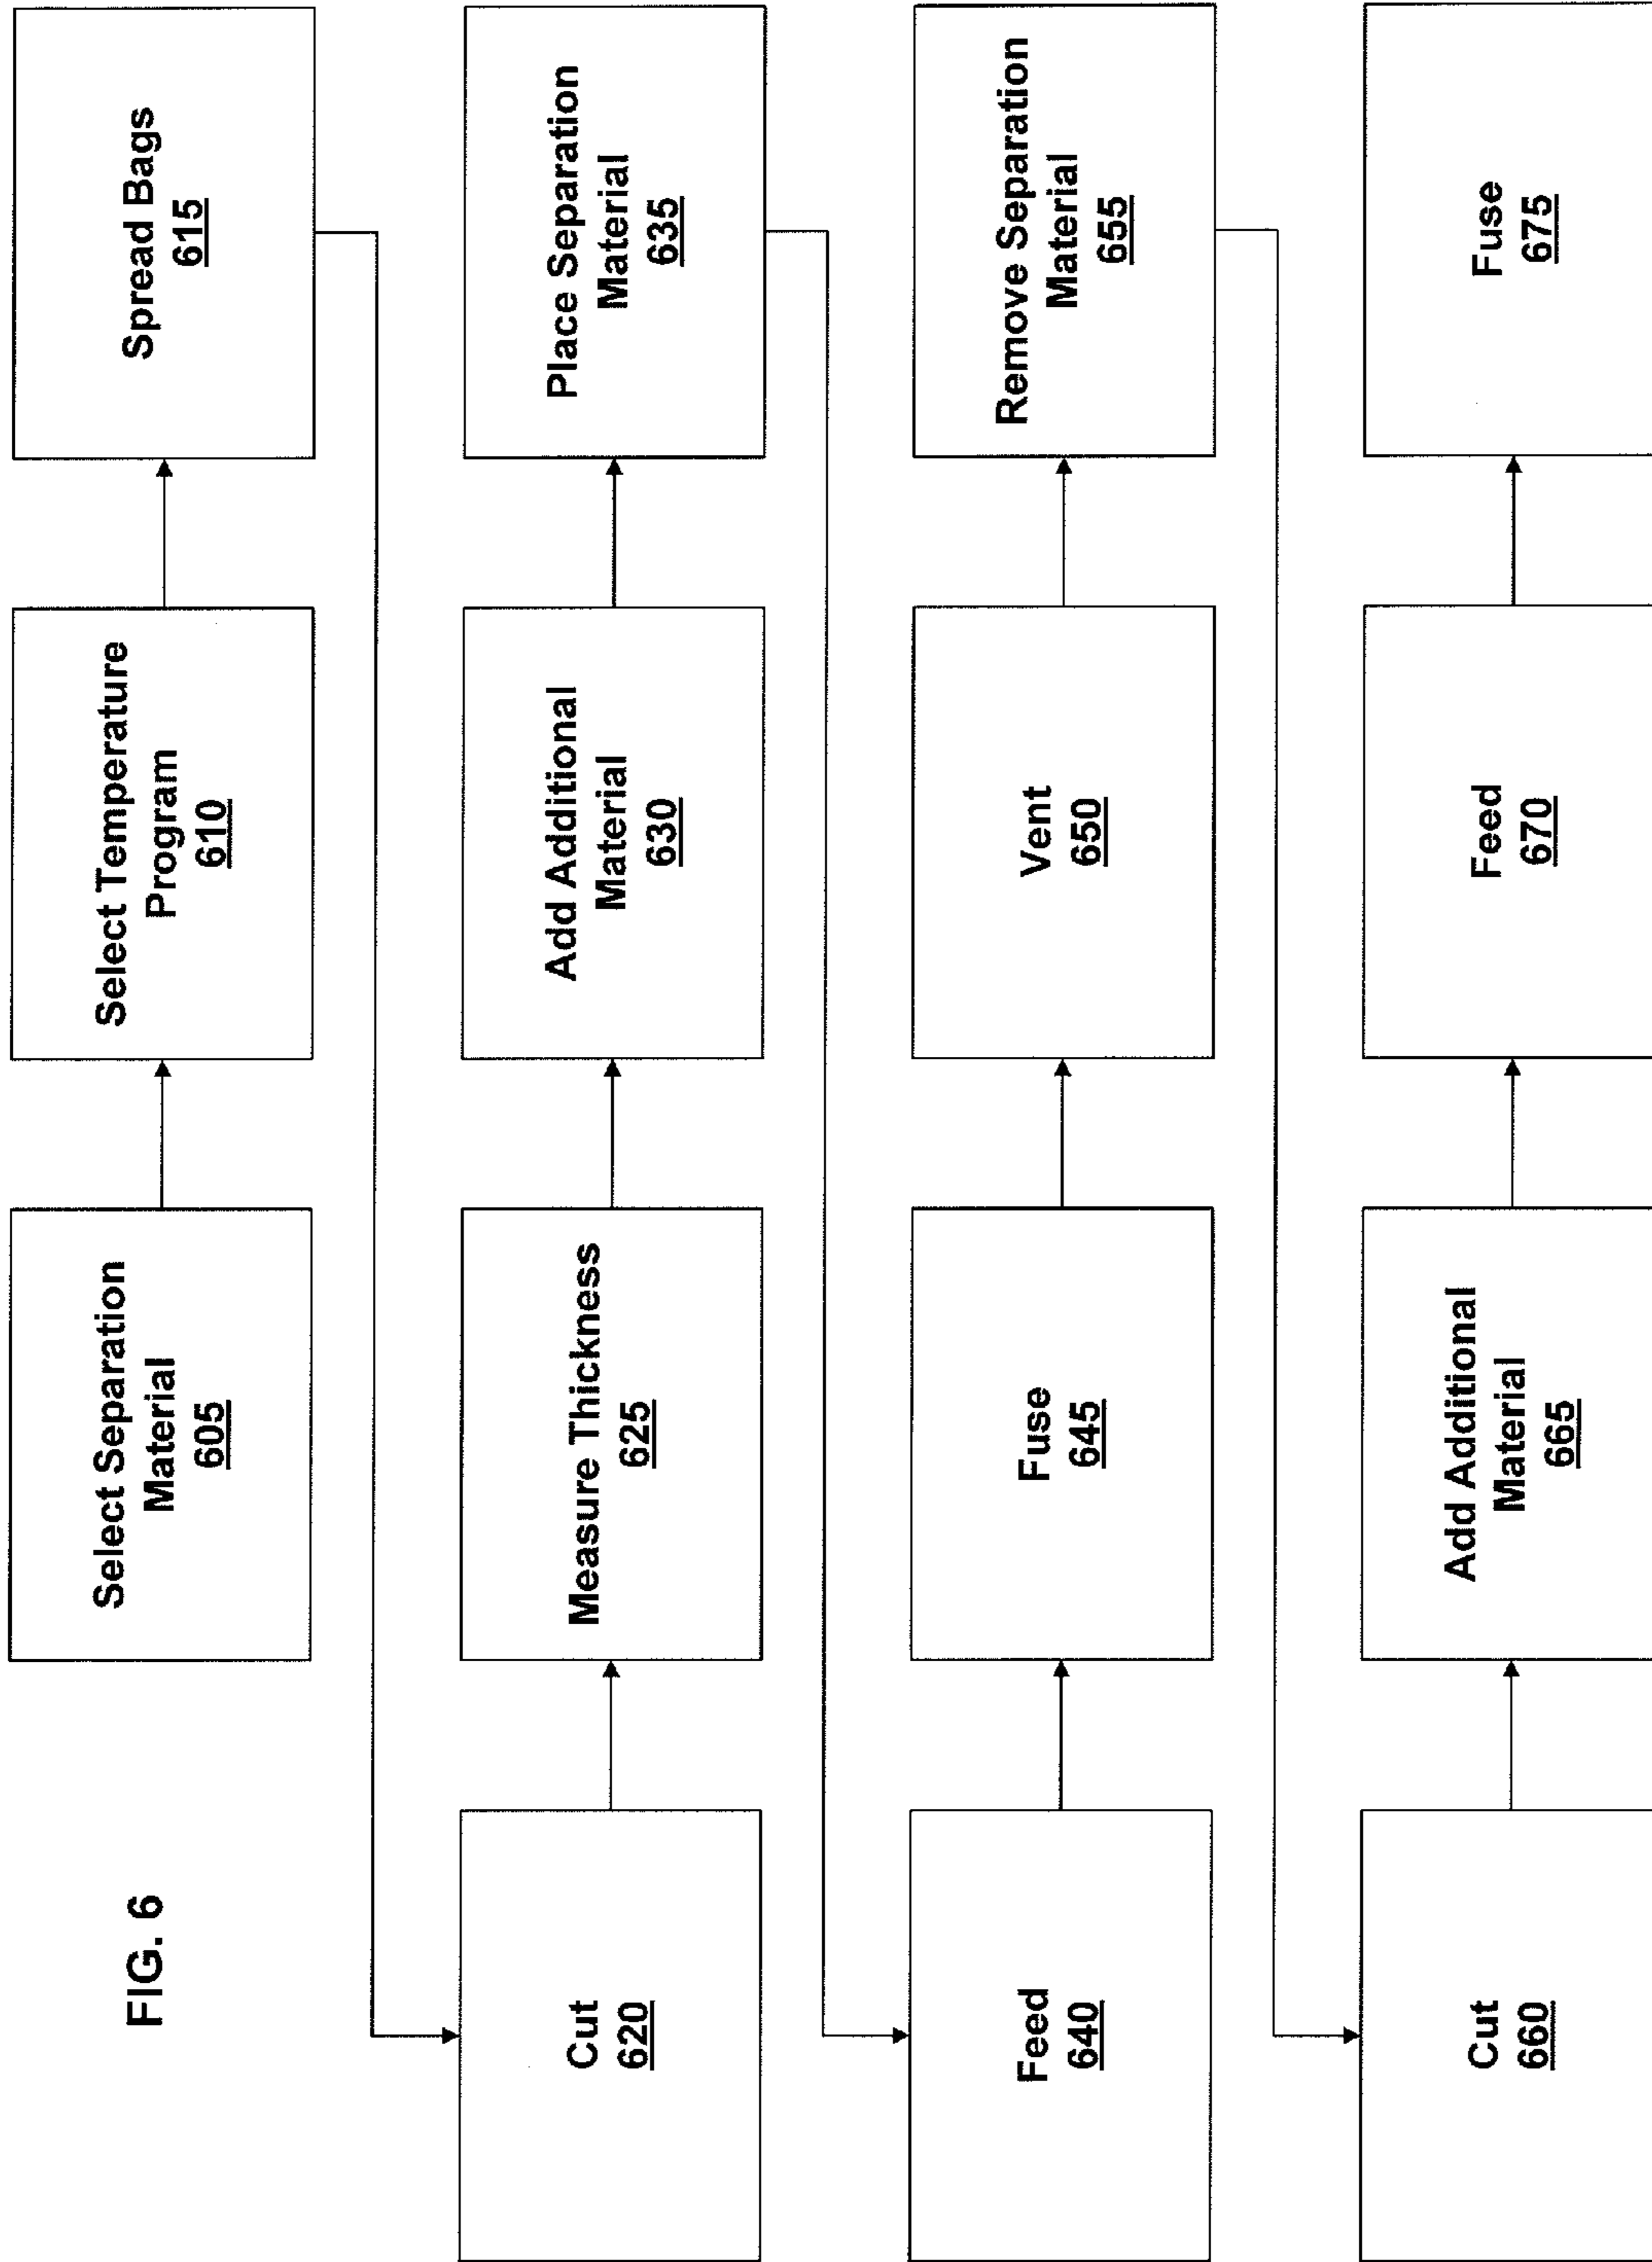 FIG. 6
Select Separation
Material
605
Select Temperature
Program
610
Spread Bags
615
Cut
620
Measure Thickness
625
Add Additional
Material
630
Place Separation
Material
635
Feed
640
Fuse
645
Vent
650
Remove Separation
Material
655
Cut
660
Add Additional
Material
665
Feed
670
Fuse
675